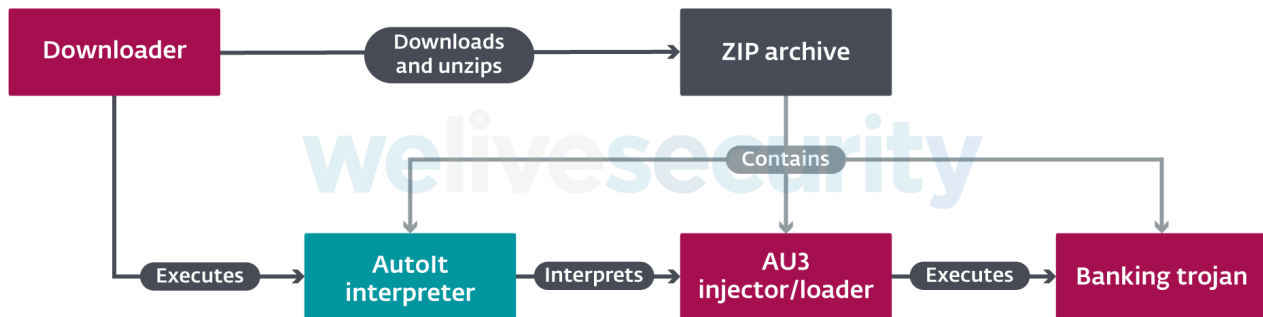 Downloader
Downloads
and unzips
ZIP archive
welivesecurity
Contains
Executes
AutoIt
interpreter
Interprets
AU3
injector/loader
Executes
Banking trojan